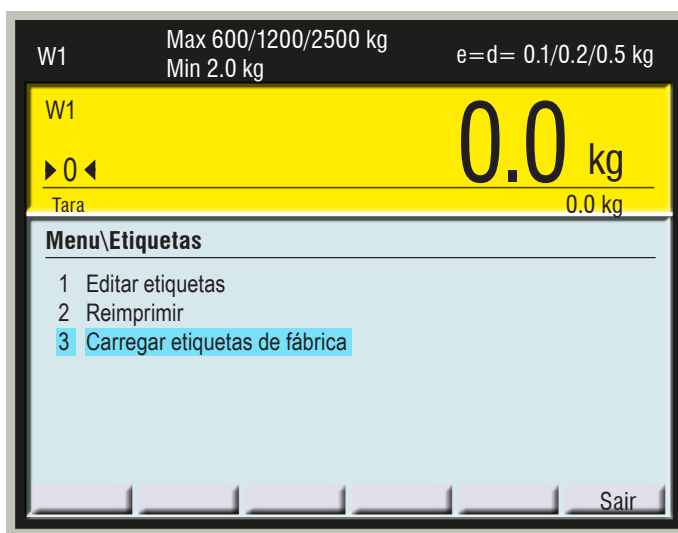 W1 Max 600/1200/2500 kg e=d= 0.1/0.2/0.5 kg
Min 2.0 kg
W1
0.0 kg
0
Tara 0.0 kg
Menu\Etiquetas
1 Editar etiquetas
2 Reimprimir
3 Carregar etiquetas de fábrica
Sair